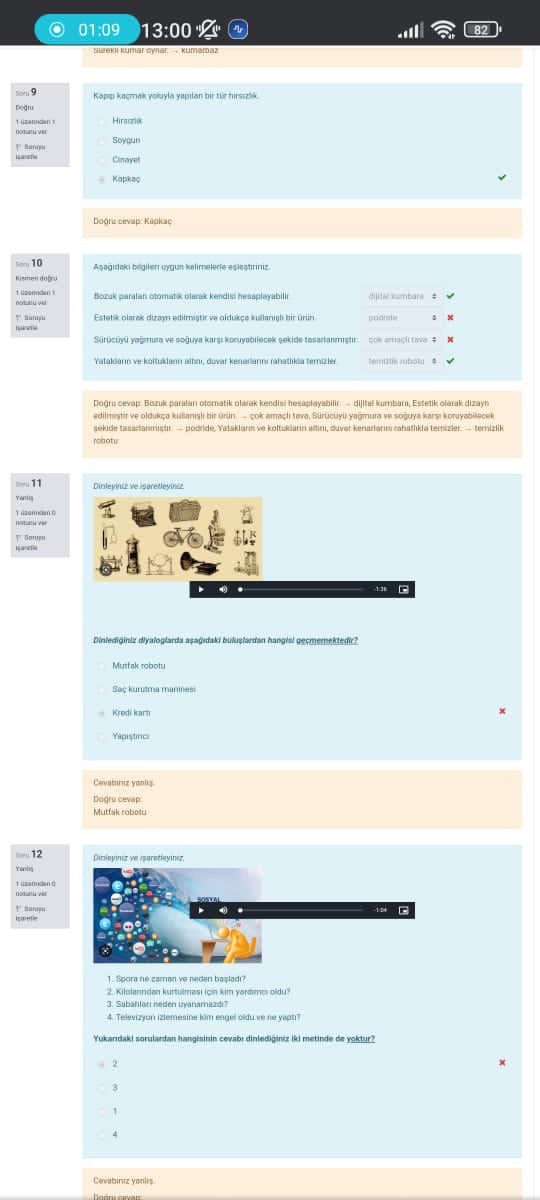 01:09 13:00 82
Sürekli kumar oynar. → kumarbaz
Soru 9
Doğru
1 üzerinden 1
notunu ver
Soruyu
işaretle
Kapıp kaçmak yoluyla yapılan bir tür hırsızlık.
Hırsızlık
Soygun
Cinayet
Kapkaç
Doğru cevap: Kapkaç
Soru 10
Kısmen doğru
1 üzerinden 1
notunu ver
Soruyu
işaretle
Aşağıdaki bilgileri uygun kelimelerle eşleştiriniz.
Bozuk paraları otomatik olarak kendisi hesaplayabilir. dijital kumbara
Estetik olarak dizayn edilmiştir ve oldukça kullanışlı bir ürün. podride
Sürücüyü yağmura ve soğuya karşı koruyabilecek şekide tasarlanmıştır. çok amaçlı tava
Yatakların ve koltukların altını, duvar kenarlarını rahatlıkla temizler. temizlik robotu
Doğru cevap: Bozuk paraları otomatik olarak kendisi hesaplayabilir. → dijital kumbara, Estetik olarak dizayn
edilmiştir ve oldukça kullanışlı bir ürün. → çok amaçlı tava, Sürücüyü yağmura ve soğuya karşı koruyabilecek
şekide tasarlanmıştır. → podride, Yatakların ve koltukların altını, duvar kenarlarını rahatlıkla temizler. → temizlik
robotu
Soru 11
Yanlış
1 üzerinden 0
notunu ver
Soruyu
işaretle
Dinleyiniz ve işaretleyiniz.
-1:36
Dinlediğiniz diyaloglarda aşağıdaki buluşlardan hangisi geçmemektedir?
Mutfak robotu
Saç kurutma mainnesi
Kredi kartı
Yapıştırıcı
Cevabınız yanlış.
Doğru cevap:
Mutfak robotu
Soru 12
Yanlış
1 üzerinden 0
notunu ver
Soruyu
işaretle
Dinleyiniz ve işaretleyiniz.
SOSYAL
-1:04
1. Spora ne zaman ve neden başladı?
2. Kilolarından kurtulması için kim yardımcı oldu?
3. Sabahları neden uyanamazdı?
4. Televizyon izlemesine kim engel oldu ve ne yaptı?
Yukarıdaki sorulardan hangisinin cevabı dinlediğiniz iki metinde de yoktur?
2
3
1
4
Cevabınız yanlış.
Doğru cevap: